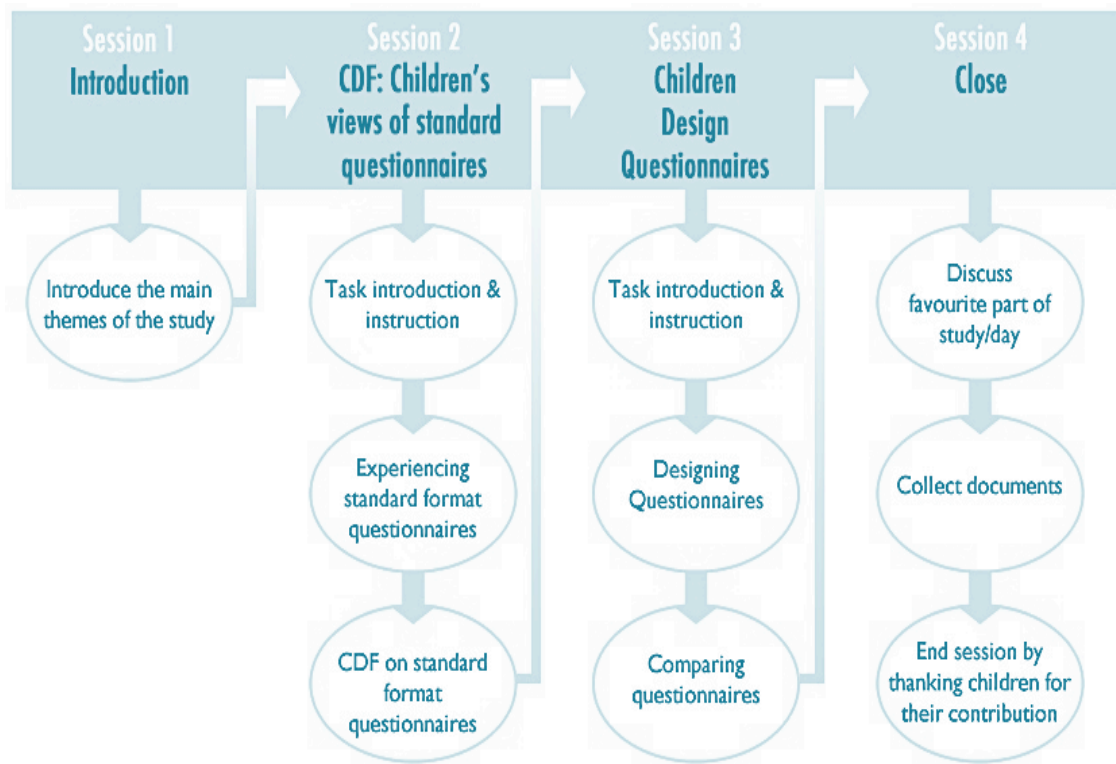 Session 1
Introduction
Introduce the main
themes of the study
Session 2
CDF: Children's
views of standard
questionnaires
Task introduction &
instruction
Experiencing
standard format
questionnaires
CDF on standard
format
questionnaires
Session 3
Children
Design
Questionnaires
Task introduction &
instruction
Designing
Questionnaires
Comparing
questionnaires
Session 4
Close
Discuss
favourite part of
study/day
Collect documents
End session by
thanking children for
their contribution